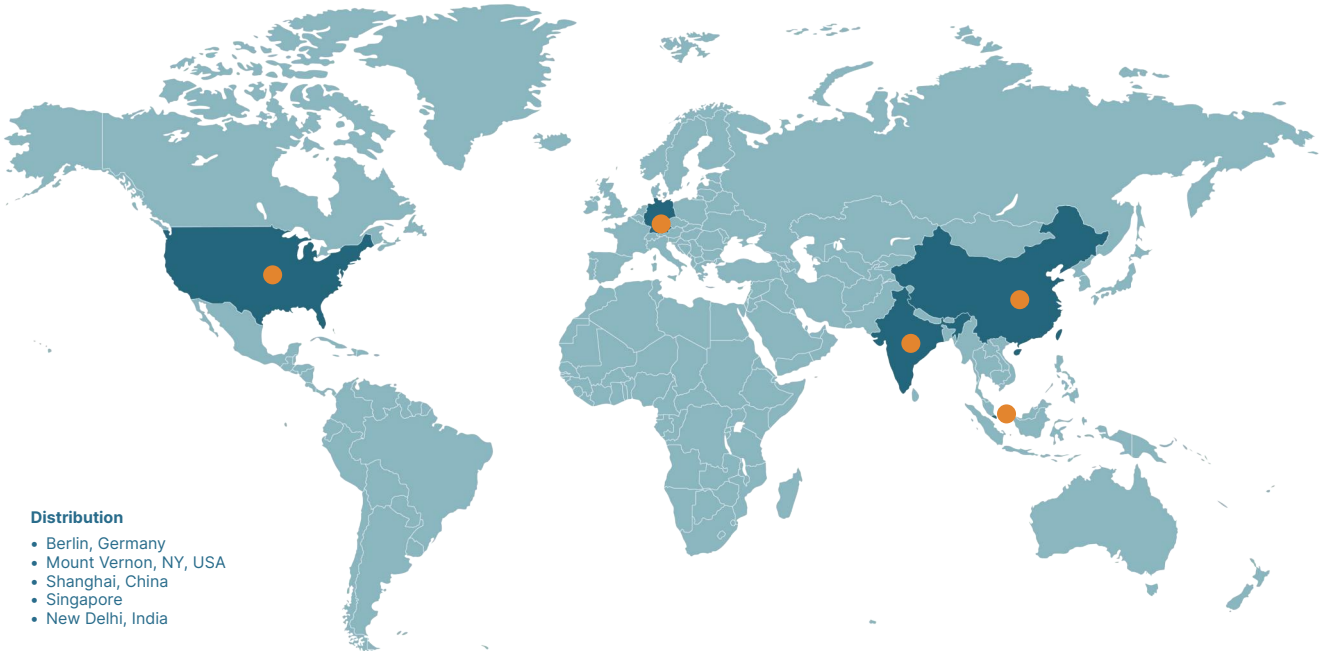 Distribution
• Berlin, Germany
• Mount Vernon, NY, USA
• Shanghai, China
• Singapore
• New Delhi, India